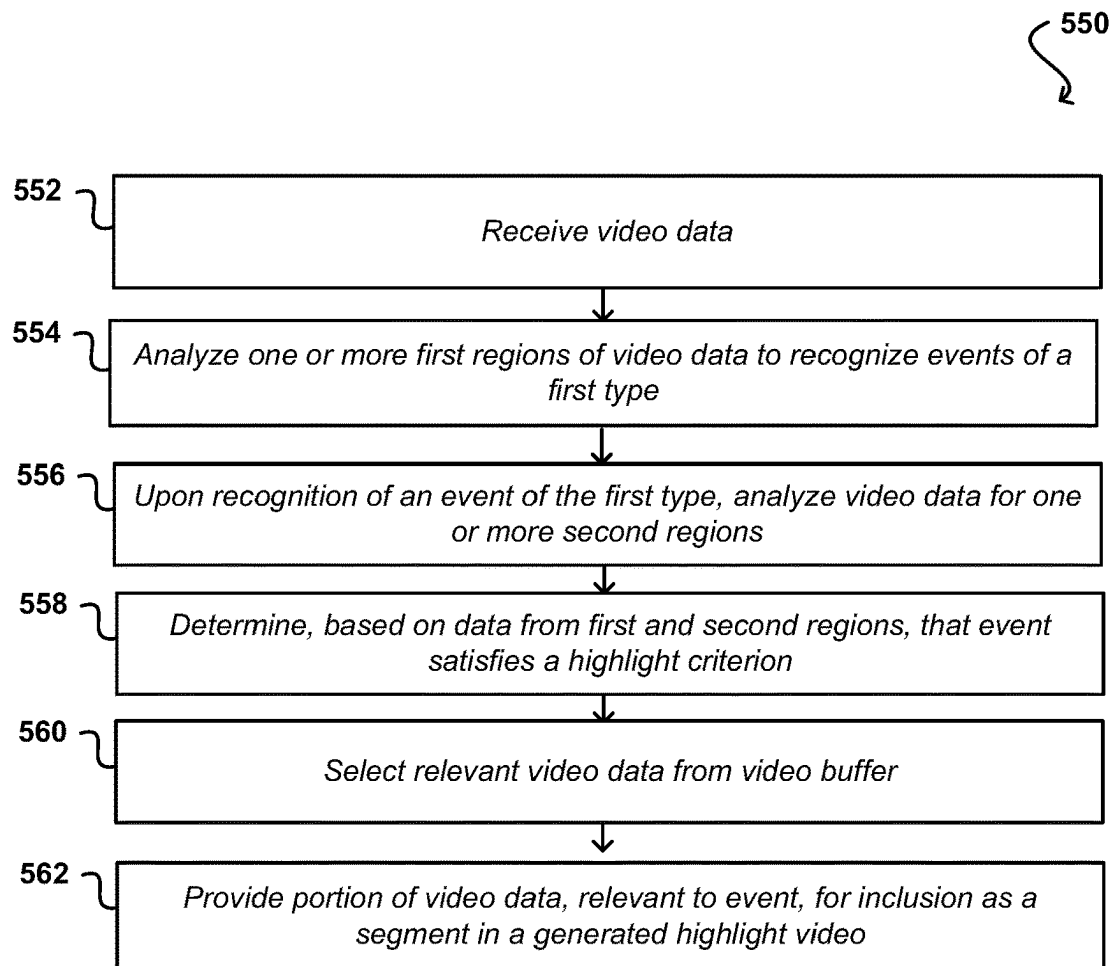 550
552
Receive video data
554
Analyze one or more first regions of video data to recognize events of a
first type
556
Upon recognition of an event of the first type, analyze video data for one
or more second regions
558
Determine, based on data from first and second regions, that event
satisfies a highlight criterion
560
Select relevant video data from video buffer
562
Provide portion of video data, relevant to event, for inclusion as a
segment in a generated highlight video